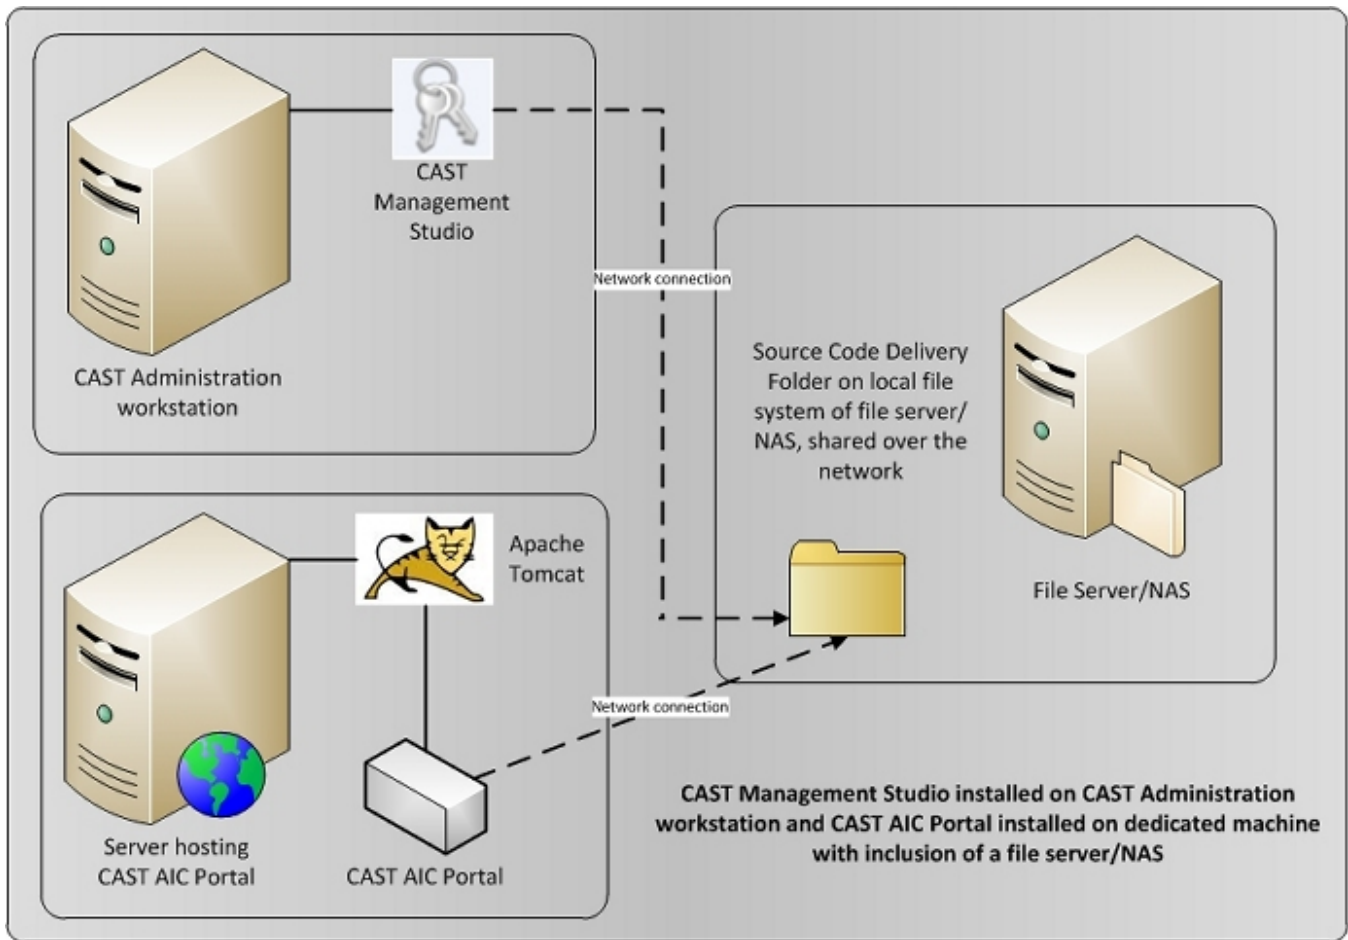 CAST
Management
Studio
CAST Administration
workstation
Network connection
Source Code Delivery
Folder on local file
system of file server/
NAS, shared over the
network
File Server/NAS
Apache
Tomcat
Network connection
Server hosting
CAST AIC Portal
CAST AIC Portal
CAST Management Studio installed on CAST Administration
workstation and CAST AIC Portal installed on dedicated machine
with inclusion of a file server/NAS